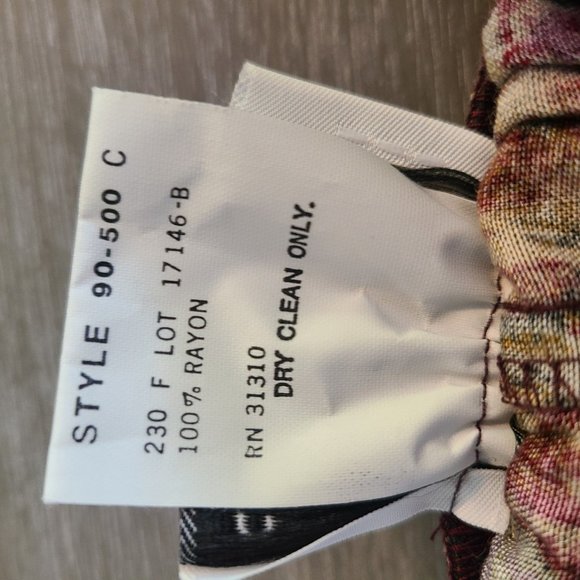 STYLE 90-500 C
230 F LOT 17146-B
100% RAYON
RN 31310
DRY CLEAN ONLY.